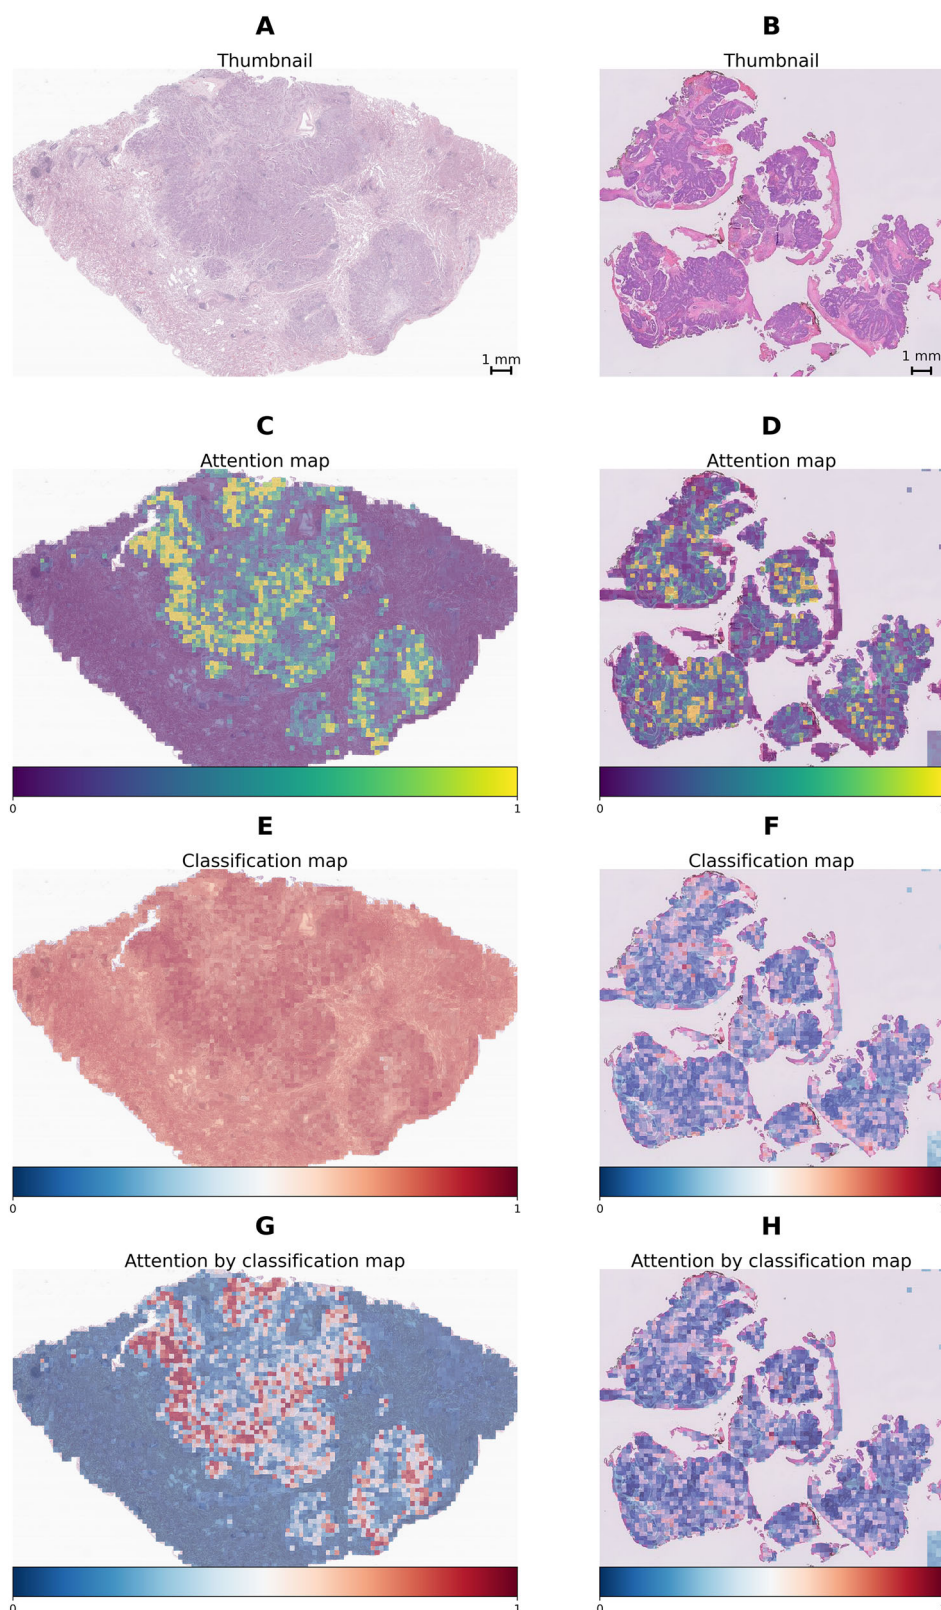 A
B
Thumbnail
Thumbnail
1 mm
1 mm
C
D
Attention map
Attention map
0
1
0
E
F
Classification map
Classification map
0
1
0
G
H
Attention by classification map
Attention by classification map
0
1
0